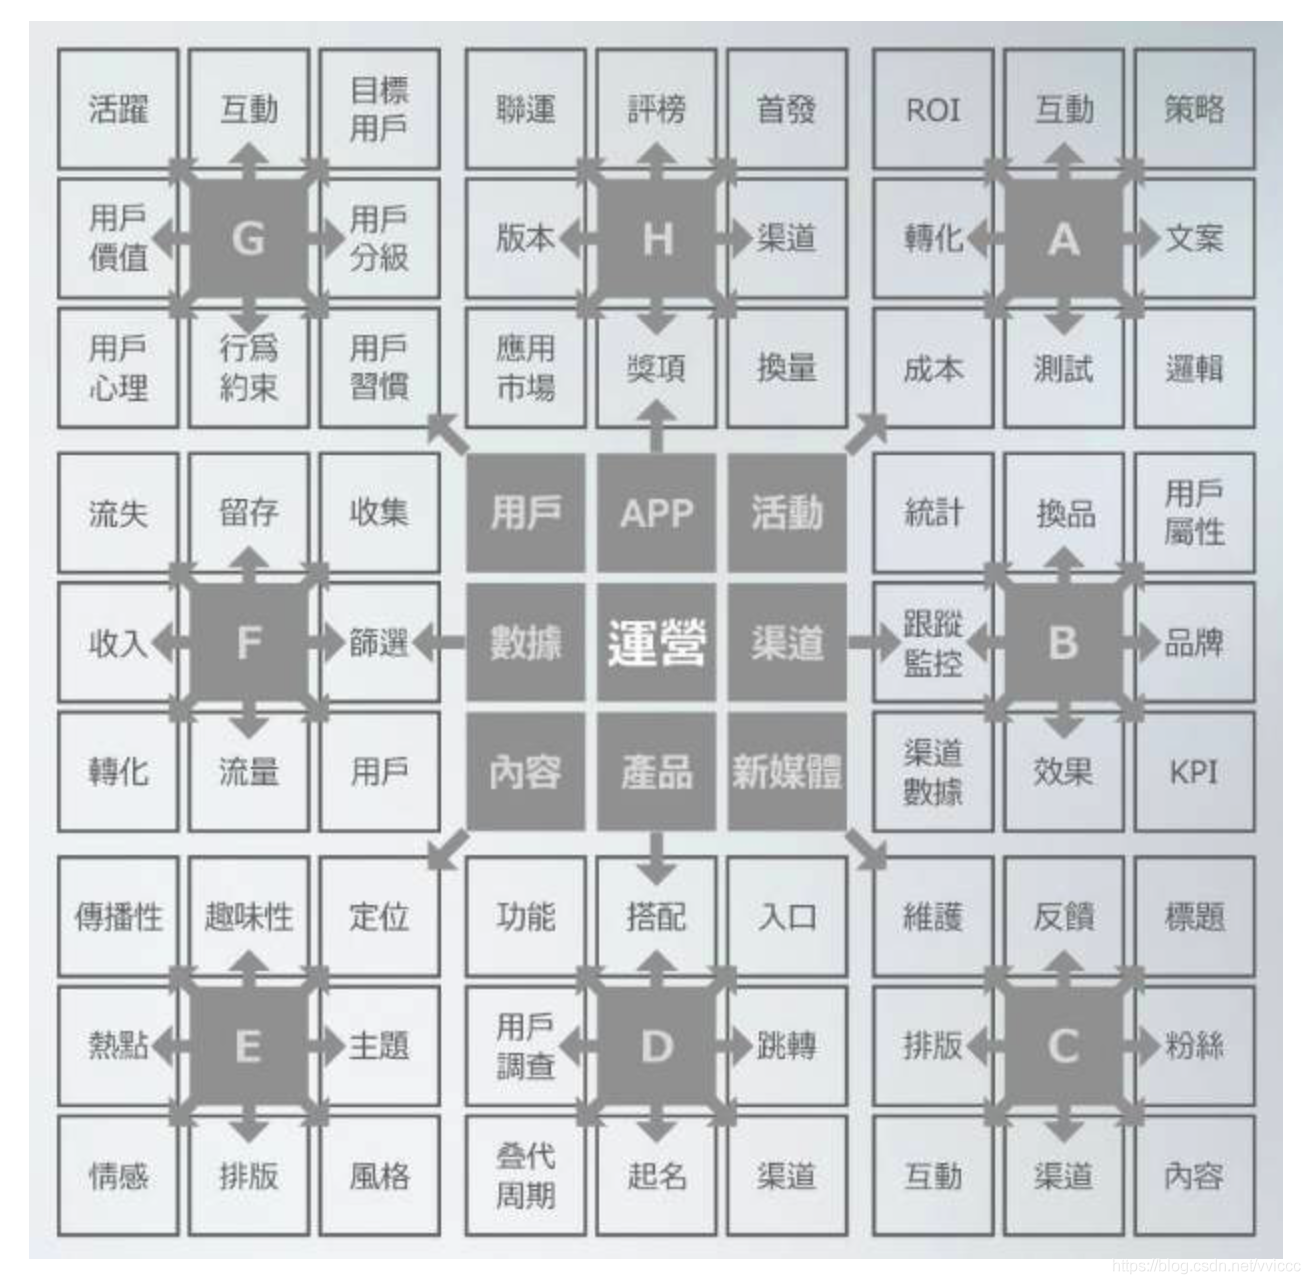 活躍
互動
目標
用戶
用戶
價值
G
用戶
分級
用戶
心理
行爲
約束
用戶
習慣
聯運
評榜
首發
版本
H
渠道
應用
市場
獎項
換量
ROI
互動
策略
轉化
A
文案
成本
測試
邏輯
流失
留存
收集
收入
F
篩選
轉化
流量
用戶
用戶
APP
活動
數據
運營
渠道
內容
產品
新媒體
統計
換品
用戶
屬性
跟蹤
監控
B
品牌
渠道
數據
效果
KPI
傳播性
趣味性
定位
熱點
E
主題
情感
排版
風格
功能
搭配
入口
用戶
調查
D
跳轉
叠代
周期
起名
渠道
維護
反饋
標題
排版
C
粉絲
互動
渠道
內容
https://blog.csdn.net/vviccc